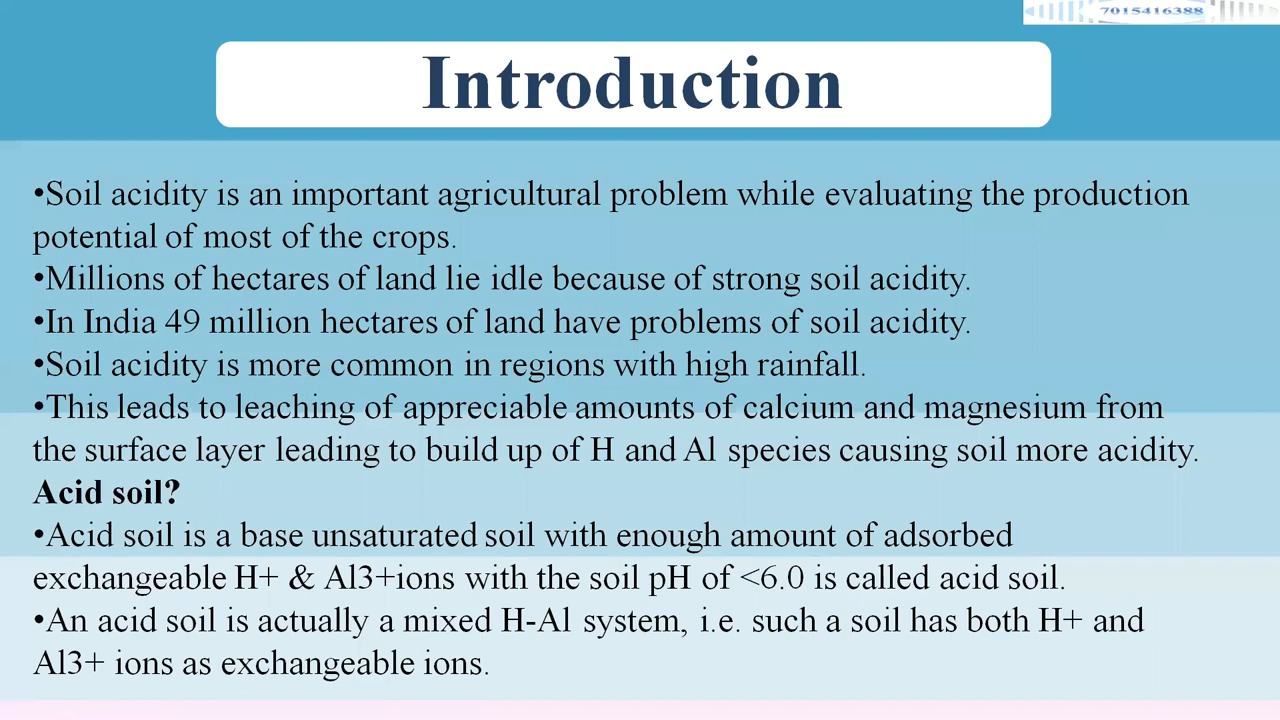 7015416388
Introduction
•Soil acidity is an important agricultural problem while evaluating the production
potential of most of the crops.
•Millions of hectares of land lie idle because of strong soil acidity.
•In India 49 million hectares of land have problems of soil acidity.
•Soil acidity is more common in regions with high rainfall.
•This leads to leaching of appreciable amounts of calcium and magnesium from
the surface layer leading to build up of H and Al species causing soil more acidity.
Acid soil?
•Acid soil is a base unsaturated soil with enough amount of adsorbed
exchangeable H+ & Al3+ions with the soil pH of <6.0 is called acid soil.
•An acid soil is actually a mixed H-Al system, i.e. such a soil has both H+ and
Al3+ ions as exchangeable ions.